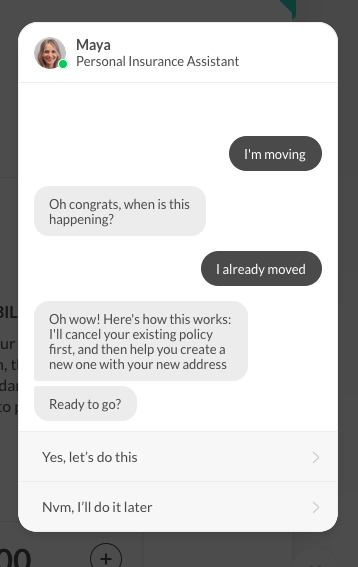 Maya
Personal Insurance Assistant
I'm moving
Oh congrats, when is this
happening?
I already moved
Oh wow! Here's how this works:
I'll cancel your existing policy
first, and then help you create a
new one with your new address
Ready to go?
Yes, let's do this
Nvm, I'll do it later